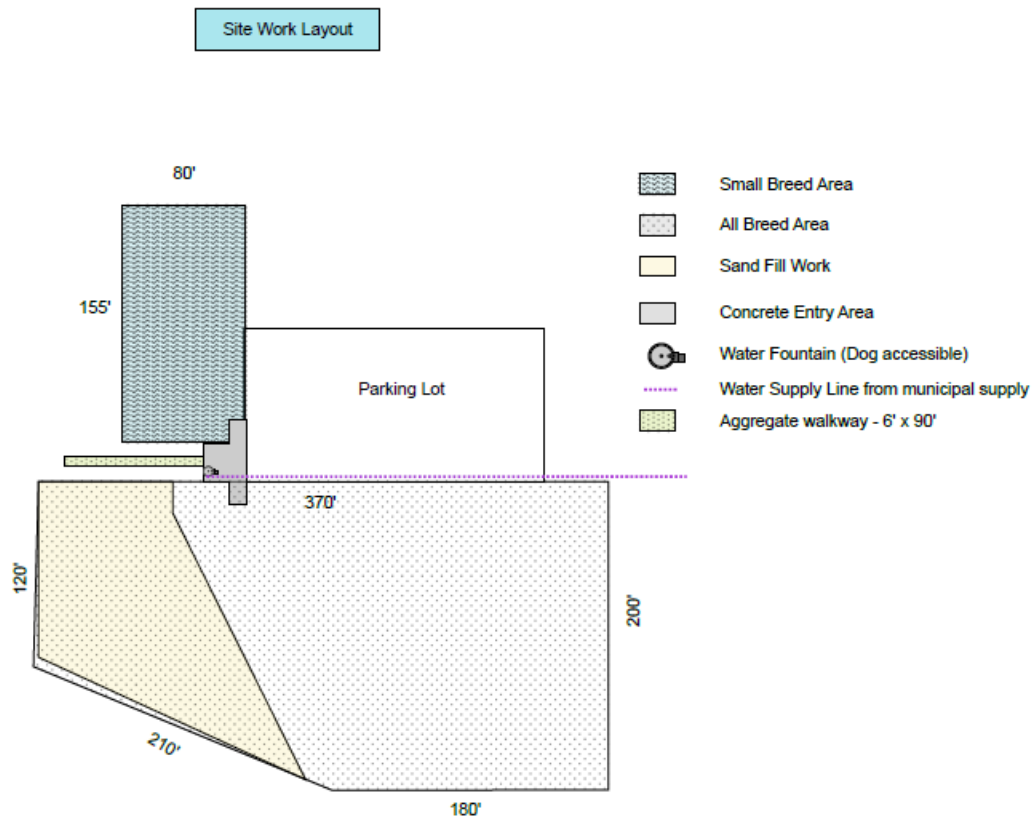 Site Work Layout
80'
155'
Parking Lot
370'
120'
200'
210'
180'
Small Breed Area
All Breed Area
Sand Fill Work
Concrete Entry Area
Water Fountain (Dog accessible)
Water Supply Line from municipal supply
Aggregate walkway - 6' x 90'